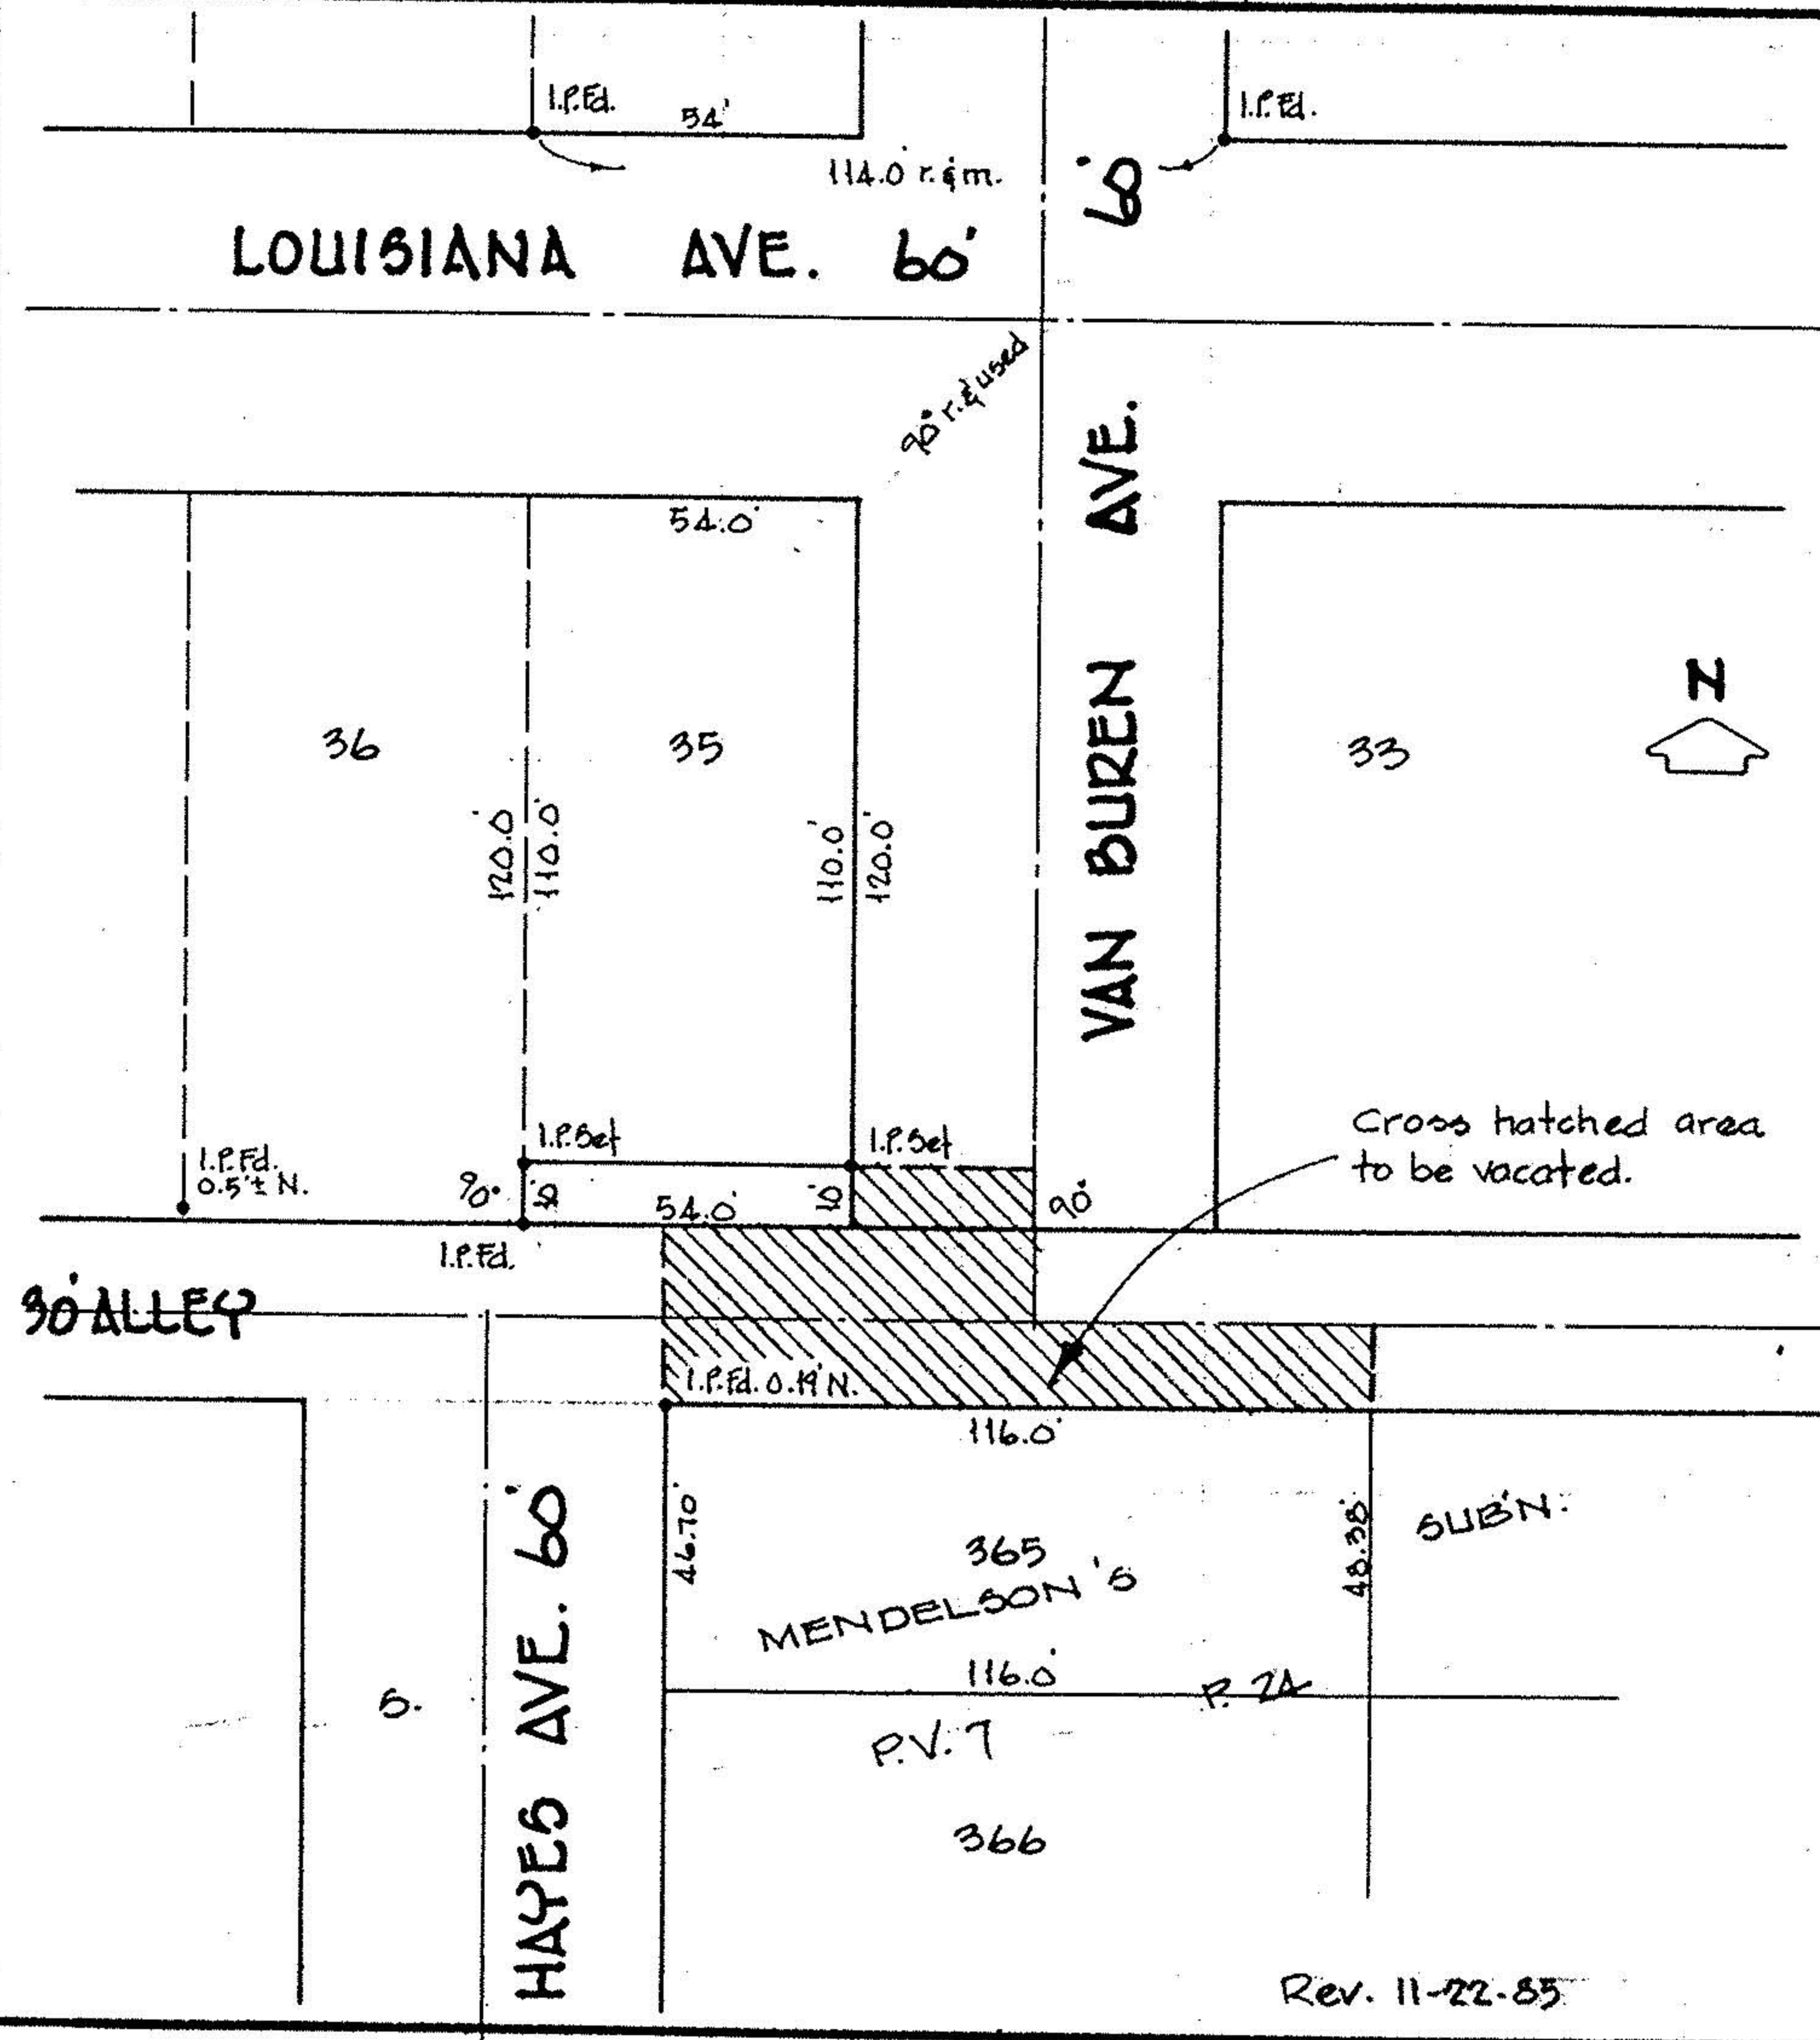 I.P.Fd.
54'
I.P.Fd.
114.0' r.&m.
60'
LOUISIANA AVE. 60'
90° r.&used
VAN BUREN AVE.
54.0'
N
36
35
33
120.0'
110.0'
110.0'
120.0'
Cross hatched area
to be vacated.
I.P.Set
I.P.Set
I.P.Fd.
0.5'± N.
90°
10'
54.0'
10'
90°
I.P.Fd.
30' ALLEY
I.P.Fd. 0.19' N.
116.0'
46.70'
48.38'
365
MENDELSON'S SUB'N.
116.0'
P.V. 7 P. 24
5.
HAYES AVE. 60'
366
Rev. 11-22-85